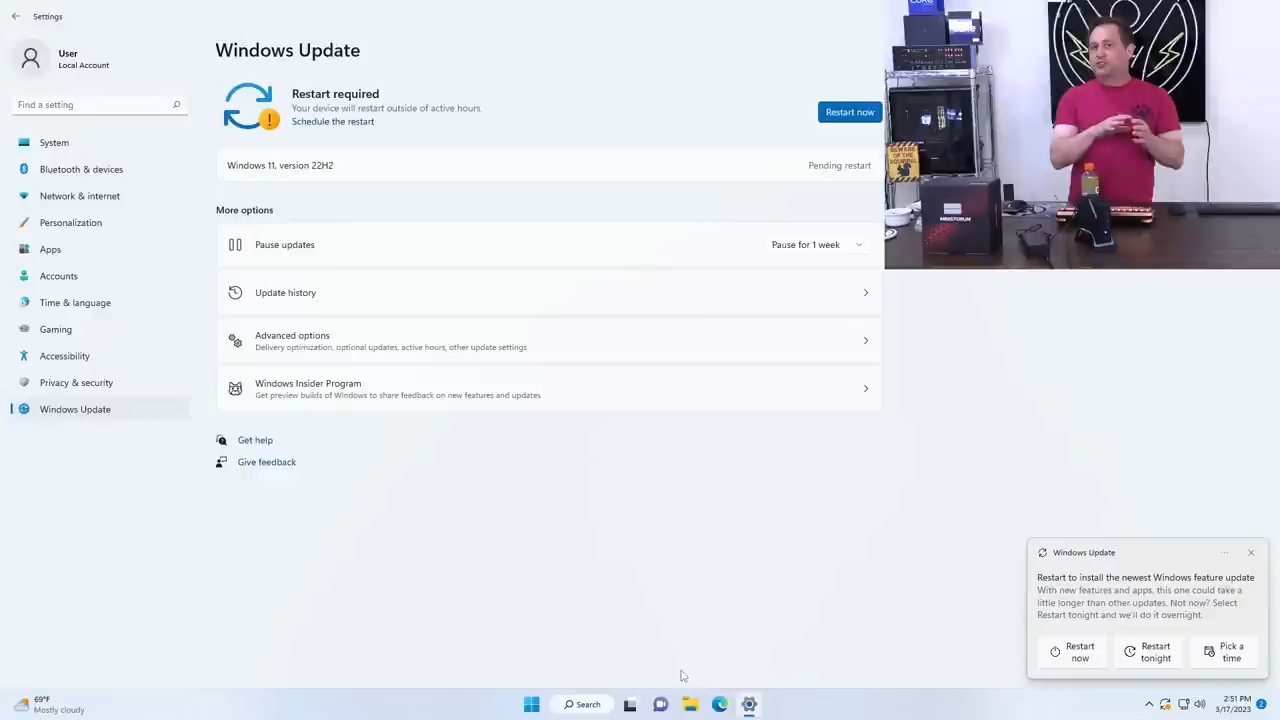 Settings
User
Local Account
Find a setting
System
Bluetooth & devices
Network & internet
Personalization
Apps
Accounts
Time & language
Gaming
Accessibility
Privacy & security
Windows Update
Windows Update
Restart required
Your device will restart outside of active hours.
Schedule the restart
Restart now
Windows 11, version 22H2
Pending restart
More options
Pause updates
Pause for 1 week
Update history
Advanced options
Delivery optimization, optional updates, active hours, other update settings
Windows Insider Program
Get preview builds of Windows to share feedback on new features and updates
Get help
Give feedback
CORE
BEWARE
OF THE
MINISFORUM
Windows Update
Restart to install the newest Windows feature update
With new features and apps, this one could take a
little longer than other updates. Not now? Select
Restart tonight and we'll do it overnight.
Restart
now
Restart
tonight
Pick a
time
69°F
Mostly cloudy
Search
2:51 PM
3/17/2023
2